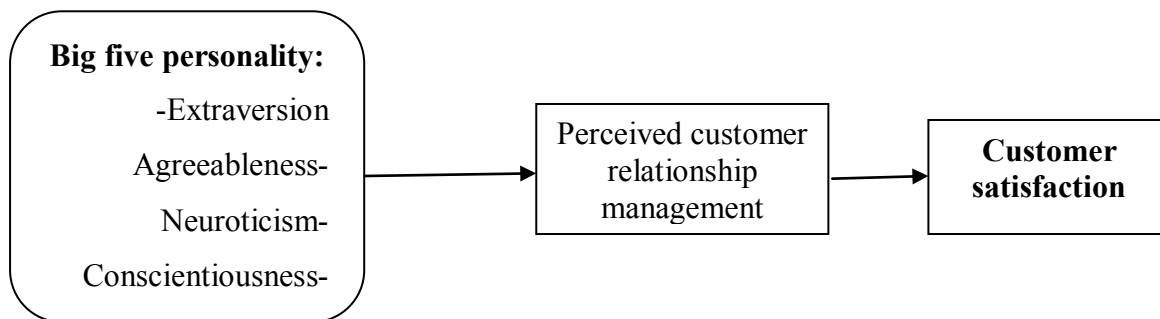 Big five personality:
-Extraversion
Agreeableness-
Neuroticism-
Conscientiousness-
Perceived customer
relationship
management
Customer
satisfaction